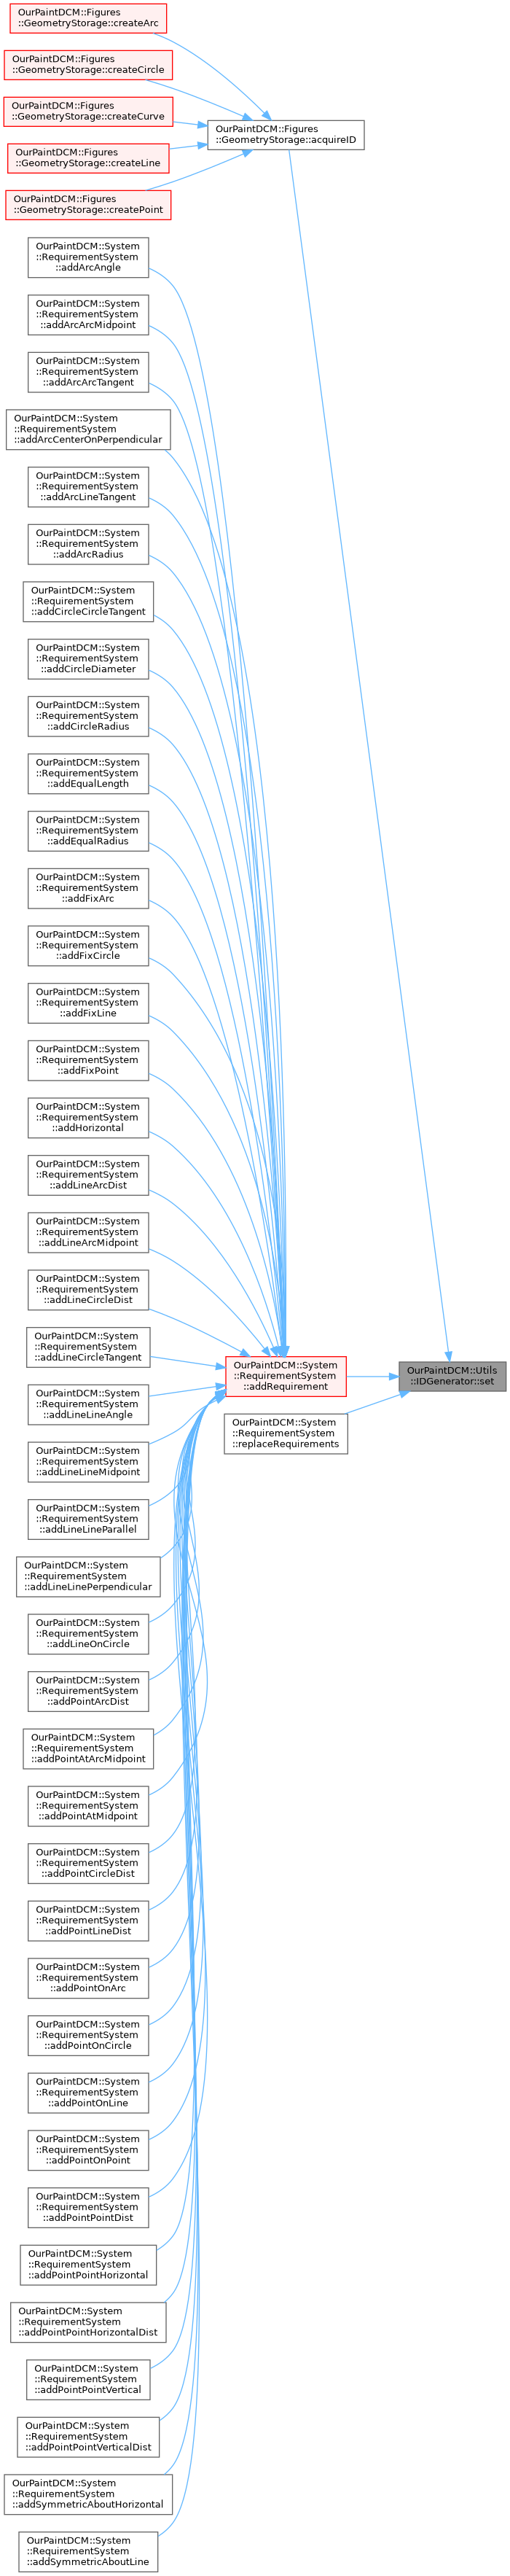 OurPaintDCM::Figures
::GeometryStorage::createArc
OurPaintDCM::Figures
::GeometryStorage::createCircle
OurPaintDCM::Figures
::GeometryStorage::createCurve
OurPaintDCM::Figures
::GeometryStorage::createLine
OurPaintDCM::Figures
::GeometryStorage::createPoint
OurPaintDCM::Figures
::GeometryStorage::acquireID
OurPaintDCM::System
::RequirementSystem
::addArcAngle
OurPaintDCM::System
::RequirementSystem
::addArcArcMidpoint
OurPaintDCM::System
::RequirementSystem
::addArcArcTangent
OurPaintDCM::System
::RequirementSystem
::addArcCenterOnPerpendicular
OurPaintDCM::System
::RequirementSystem
::addArcLineTangent
OurPaintDCM::System
::RequirementSystem
::addArcRadius
OurPaintDCM::System
::RequirementSystem
::addCircleCircleTangent
OurPaintDCM::System
::RequirementSystem
::addCircleDiameter
OurPaintDCM::System
::RequirementSystem
::addCircleRadius
OurPaintDCM::System
::RequirementSystem
::addEqualLength
OurPaintDCM::System
::RequirementSystem
::addEqualRadius
OurPaintDCM::System
::RequirementSystem
::addFixArc
OurPaintDCM::System
::RequirementSystem
::addFixCircle
OurPaintDCM::System
::RequirementSystem
::addFixLine
OurPaintDCM::System
::RequirementSystem
::addFixPoint
OurPaintDCM::System
::RequirementSystem
::addHorizontal
OurPaintDCM::System
::RequirementSystem
::addLineArcDist
OurPaintDCM::System
::RequirementSystem
::addLineArcMidpoint
OurPaintDCM::System
::RequirementSystem
::addLineCircleDist
OurPaintDCM::System
::RequirementSystem
::addLineCircleTangent
OurPaintDCM::System
::RequirementSystem
::addRequirement
OurPaintDCM::Utils
::IDGenerator::set
OurPaintDCM::System
::RequirementSystem
::addLineLineAngle
OurPaintDCM::System
::RequirementSystem
::replaceRequirements
OurPaintDCM::System
::RequirementSystem
::addLineLineMidpoint
OurPaintDCM::System
::RequirementSystem
::addLineLineParallel
OurPaintDCM::System
::RequirementSystem
::addLineLinePerpendicular
OurPaintDCM::System
::RequirementSystem
::addLineOnCircle
OurPaintDCM::System
::RequirementSystem
::addPointArcDist
OurPaintDCM::System
::RequirementSystem
::addPointAtArcMidpoint
OurPaintDCM::System
::RequirementSystem
::addPointAtMidpoint
OurPaintDCM::System
::RequirementSystem
::addPointCircleDist
OurPaintDCM::System
::RequirementSystem
::addPointLineDist
OurPaintDCM::System
::RequirementSystem
::addPointOnArc
OurPaintDCM::System
::RequirementSystem
::addPointOnCircle
OurPaintDCM::System
::RequirementSystem
::addPointOnLine
OurPaintDCM::System
::RequirementSystem
::addPointOnPoint
OurPaintDCM::System
::RequirementSystem
::addPointPointDist
OurPaintDCM::System
::RequirementSystem
::addPointPointHorizontal
OurPaintDCM::System
::RequirementSystem
::addPointPointHorizontalDist
OurPaintDCM::System
::RequirementSystem
::addPointPointVertical
OurPaintDCM::System
::RequirementSystem
::addPointPointVerticalDist
OurPaintDCM::System
::RequirementSystem
::addSymmetricAboutHorizontal
OurPaintDCM::System
::RequirementSystem
::addSymmetricAboutLine